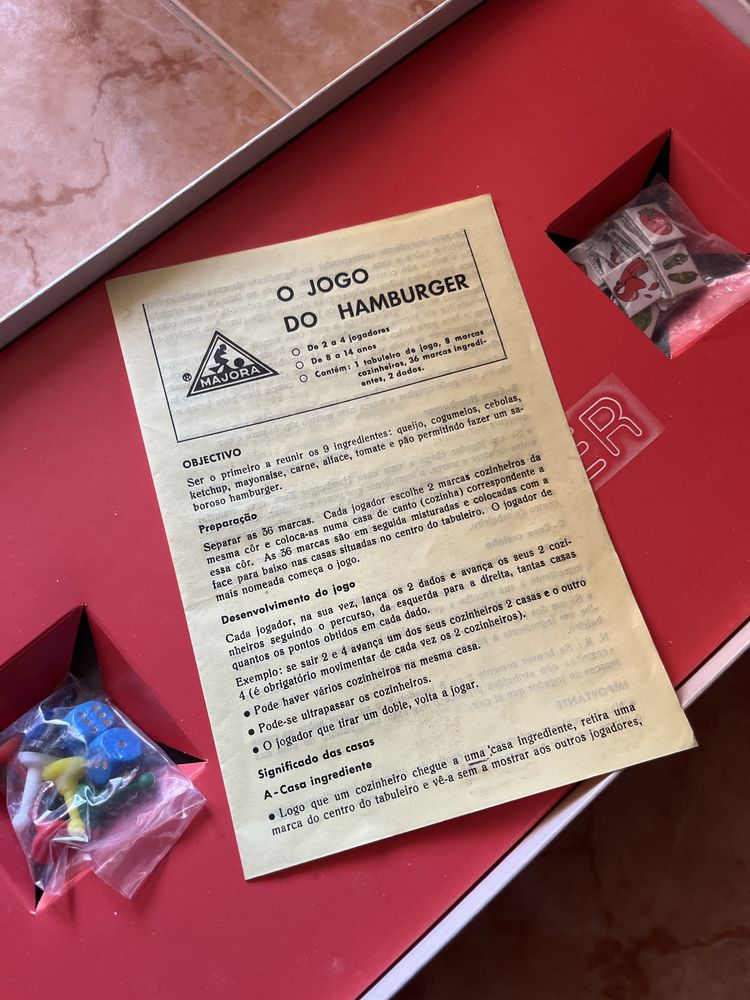 O JOGO
DO HAMBURGER
® MAJORA
De 2 a 4 jogadores
De 8 a 14 anos
Contém: 1 tabuleiro de jogo, 8 marcas
cozinheiros, 36 marcas ingredi-
entes, 2 dados.
OBJECTIVO
Ser o primeiro a reunir os 9 ingredientes: queijo, cogumelos, cebolas,
ketchup, mayonaise, carne, alface, tomate e pão permitindo fazer um sa-
boroso hamburger.
Preparação
Separar as 36 marcas. Cada jogador escolhe 2 marcas cozinheiros da
mesma côr e coloca-as numa casa de canto (cozinha) correspondente a
essa côr. As 36 marcas são em seguida misturadas e colocadas com a
face para baixo nas casas situadas no centro do tabuleiro. O jogador de
mais nomeada começa o jogo.
Desenvolvimento do jogo
Cada jogador, na sua vez, lança os 2 dados e avança os seus 2 cozi-
nheiros seguindo o percurso, da esquerda para a direita, tantas casas
quantos os pontos obtidos em cada dado.
Exemplo: se sair 2 e 4 avança um dos seus cozinheiros 2 casas e o outro
4 (é obrigatório movimentar de cada vez os 2 cozinheiros).
• Pode haver vários cozinheiros na mesma casa.
• Pode-se ultrapassar os cozinheiros.
• O jogador que tirar um doble, volta a jogar.
Significado das casas
A-Casa ingrediente
• Logo que um cozinheiro chegue a uma casa ingrediente, retira uma
marca do centro do tabuleiro e vê-a sem a mostrar aos outros jogadores,
ER